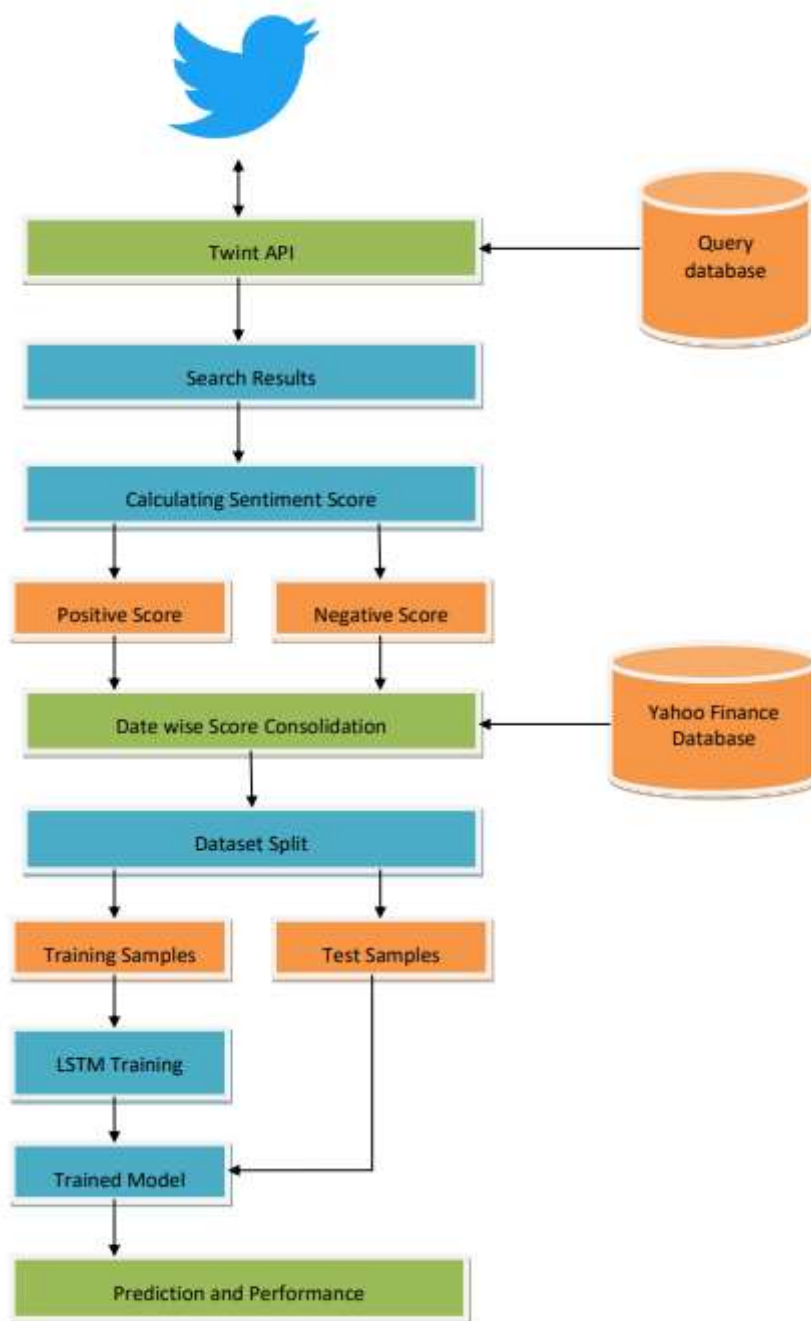 Twint API
Query
database
Search Results
Calculating Sentiment Score
Positive Score
Negative Score
Date wise Score Consolidation
Yahoo Finance
Database
Dataset Split
Training Samples
Test Samples
LSTM Training
Trained Model
Prediction and Performance